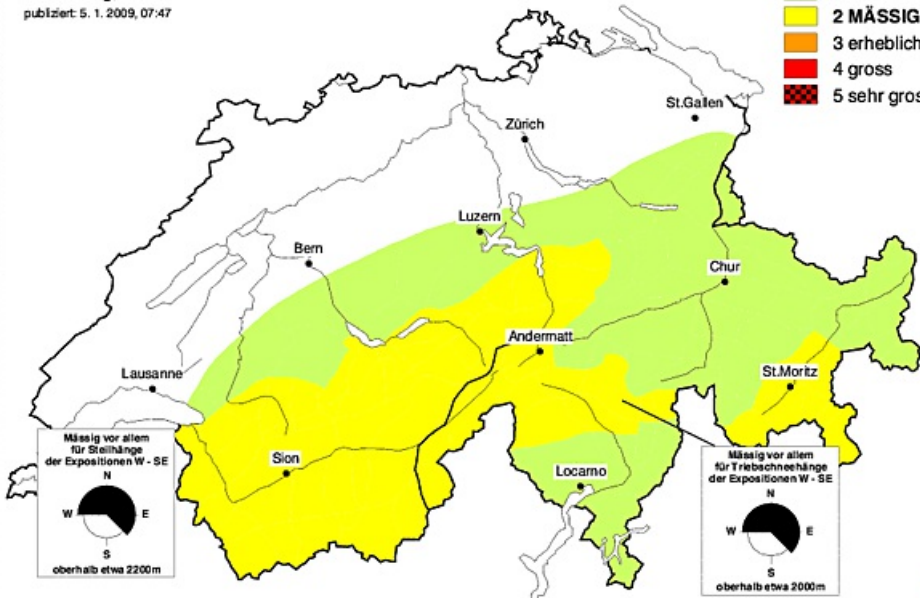 publiziert: 5. 1. 2009, 07:47
2 MÄSSIG
3 erheblich
4 gross
5 sehr gros
St.Gallen
Zürich
Luzern
Bern
Chur
Andermatt
Lausanne
St.Moritz
Sion
Locarno
Mässig vor allem
für Steilhänge
der Expositionen W - SE
N
W E
S
oberhalb etwa 2200m
Mässig vor allem
für Triebschneehänge
der Expositionen W - SE
N
W E
S
oberhalb etwa 2000m